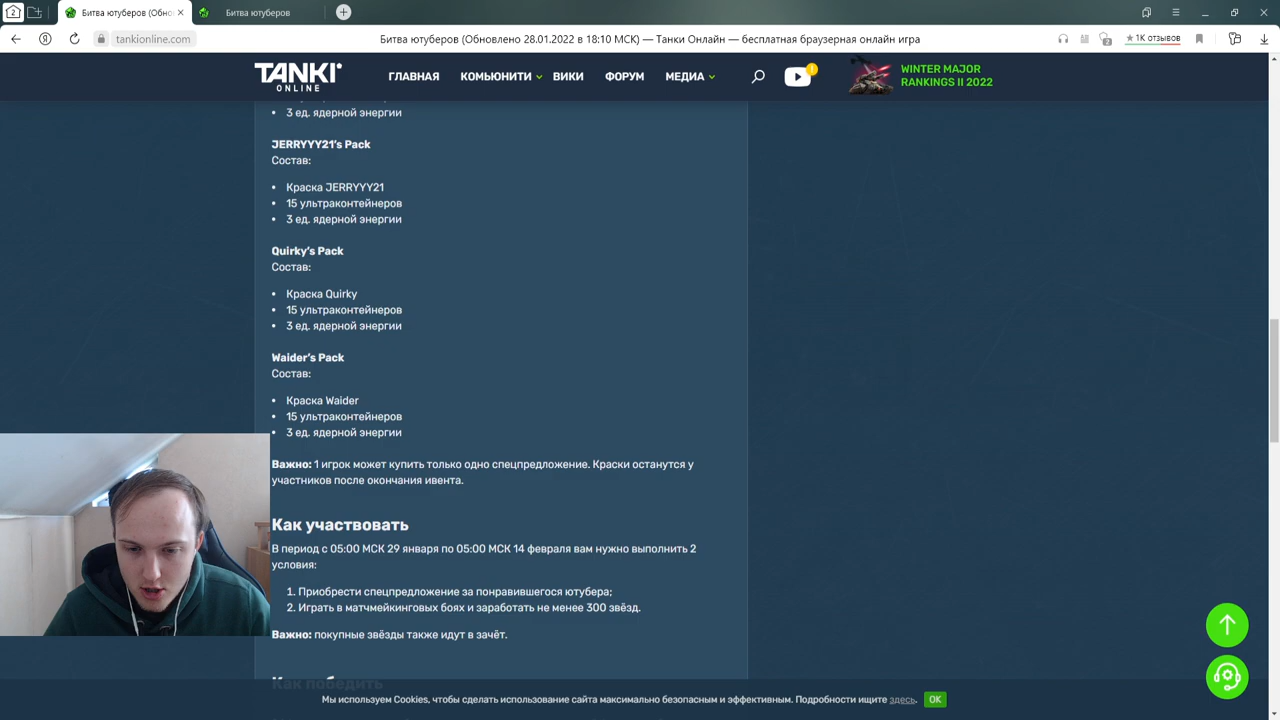 2
Битва ютуберов (Обно
Битва ютуберов
tankionline.com
Битва ютуберов (Обновлено 28.01.2022 в 18:10 МСК) — Танки Онлайн — бесплатная браузерная онлайн игра
2
★ 1К отзывов
TANKI
ONLINE
ГЛАВНАЯ
КОМЬЮНИТИ
ВИКИ
ФОРУМ
МЕДИА
!
WINTER MAJOR
RANKINGS II 2022
• 3 ед. ядерной энергии
JERRYYY21's Pack
Состав:
• Краска JERRYYY21
• 15 ультраконтейнеров
• 3 ед. ядерной энергии
Quirky's Pack
Состав:
• Краска Quirky
• 15 ультраконтейнеров
• 3 ед. ядерной энергии
Waider's Pack
Состав:
• Краска Waider
• 15 ультраконтейнеров
• 3 ед. ядерной энергии
Важно: 1 игрок может купить только одно спецпредложение. Краски останутся у
участников после окончания ивента.
Как участвовать
В период с 05:00 МСК 29 января по 05:00 МСК 14 февраля вам нужно выполнить 2
условия:
1. Приобрести спецпредложение за понравившегося ютубера;
2. Играть в матчмейкинговых боях и заработать не менее 300 звёзд.
Важно: покупные звёзды также идут в зачёт.
Как победить
Мы используем Cookies, чтобы сделать использование сайта максимально безопасным и эффективным. Подробности ищите здесь. OK